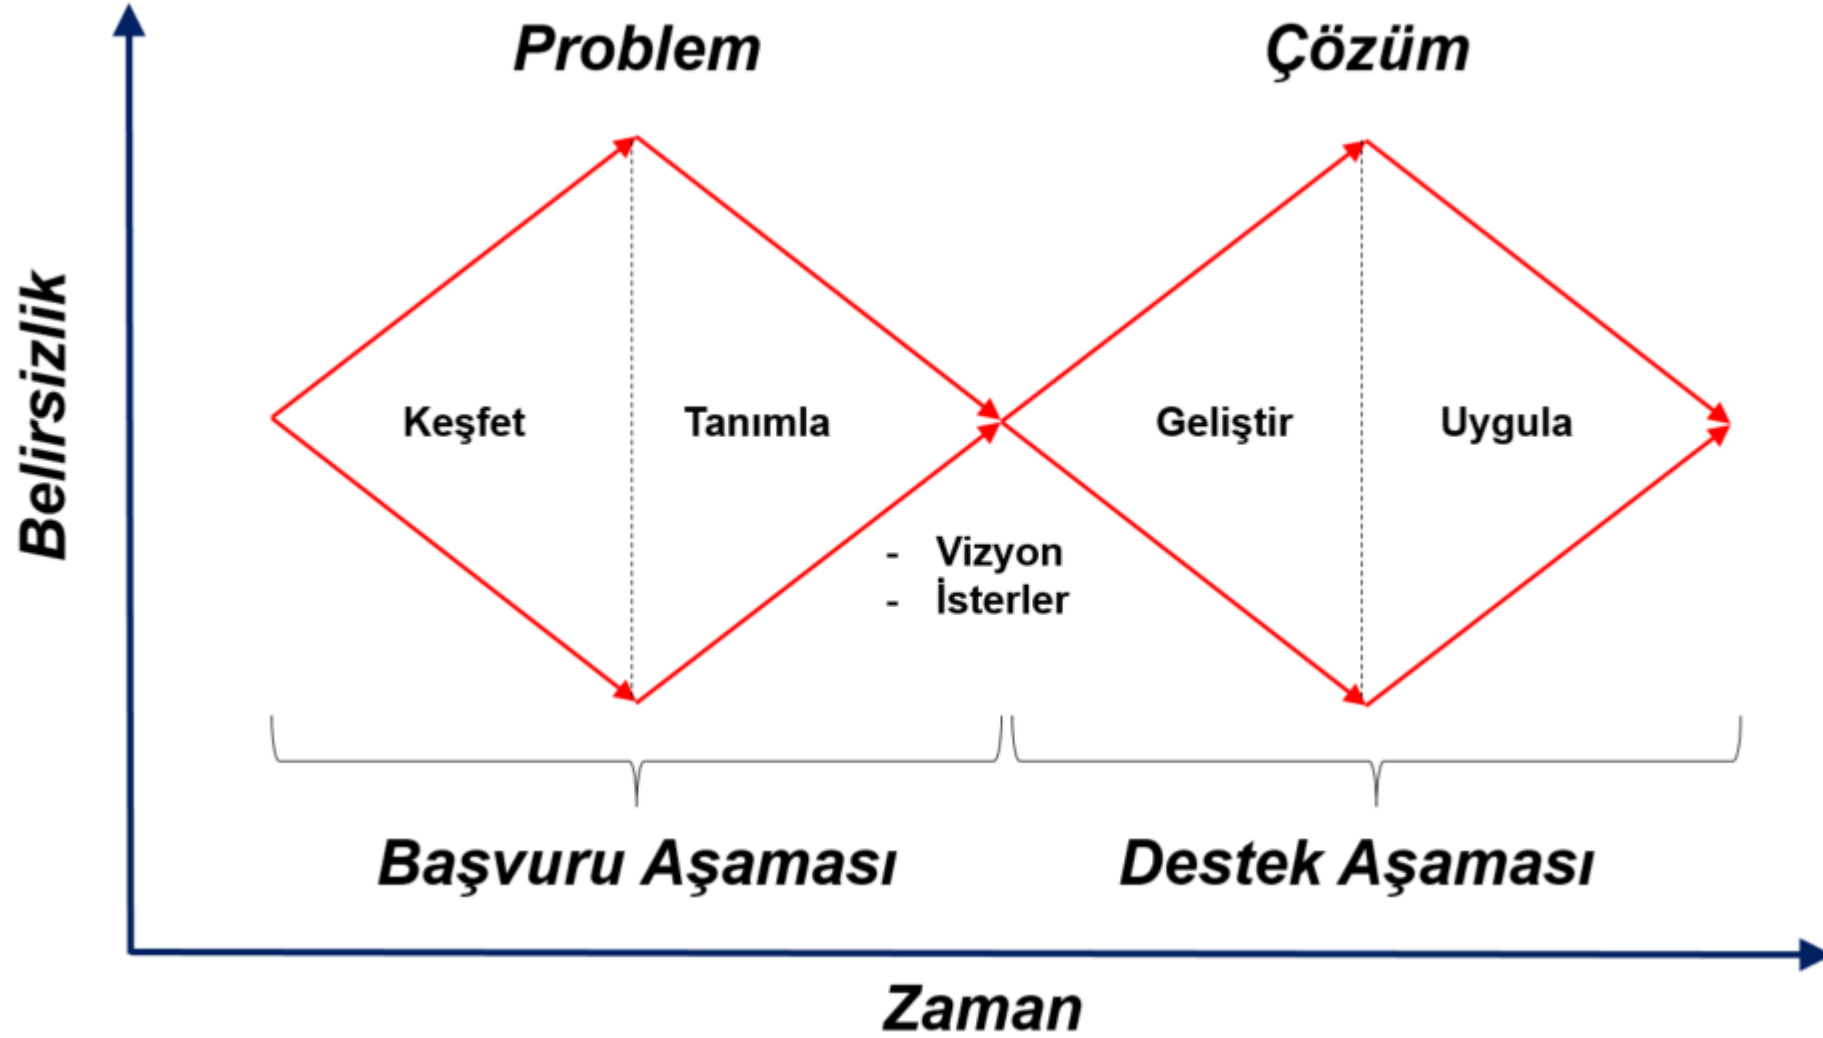 Problem
Çözüm
Belirsizlik
Keşfet
Tanımla
Geliştir
Uygula
- Vizyon
- İsterler
Başvuru Aşaması
Destek Aşaması
Zaman